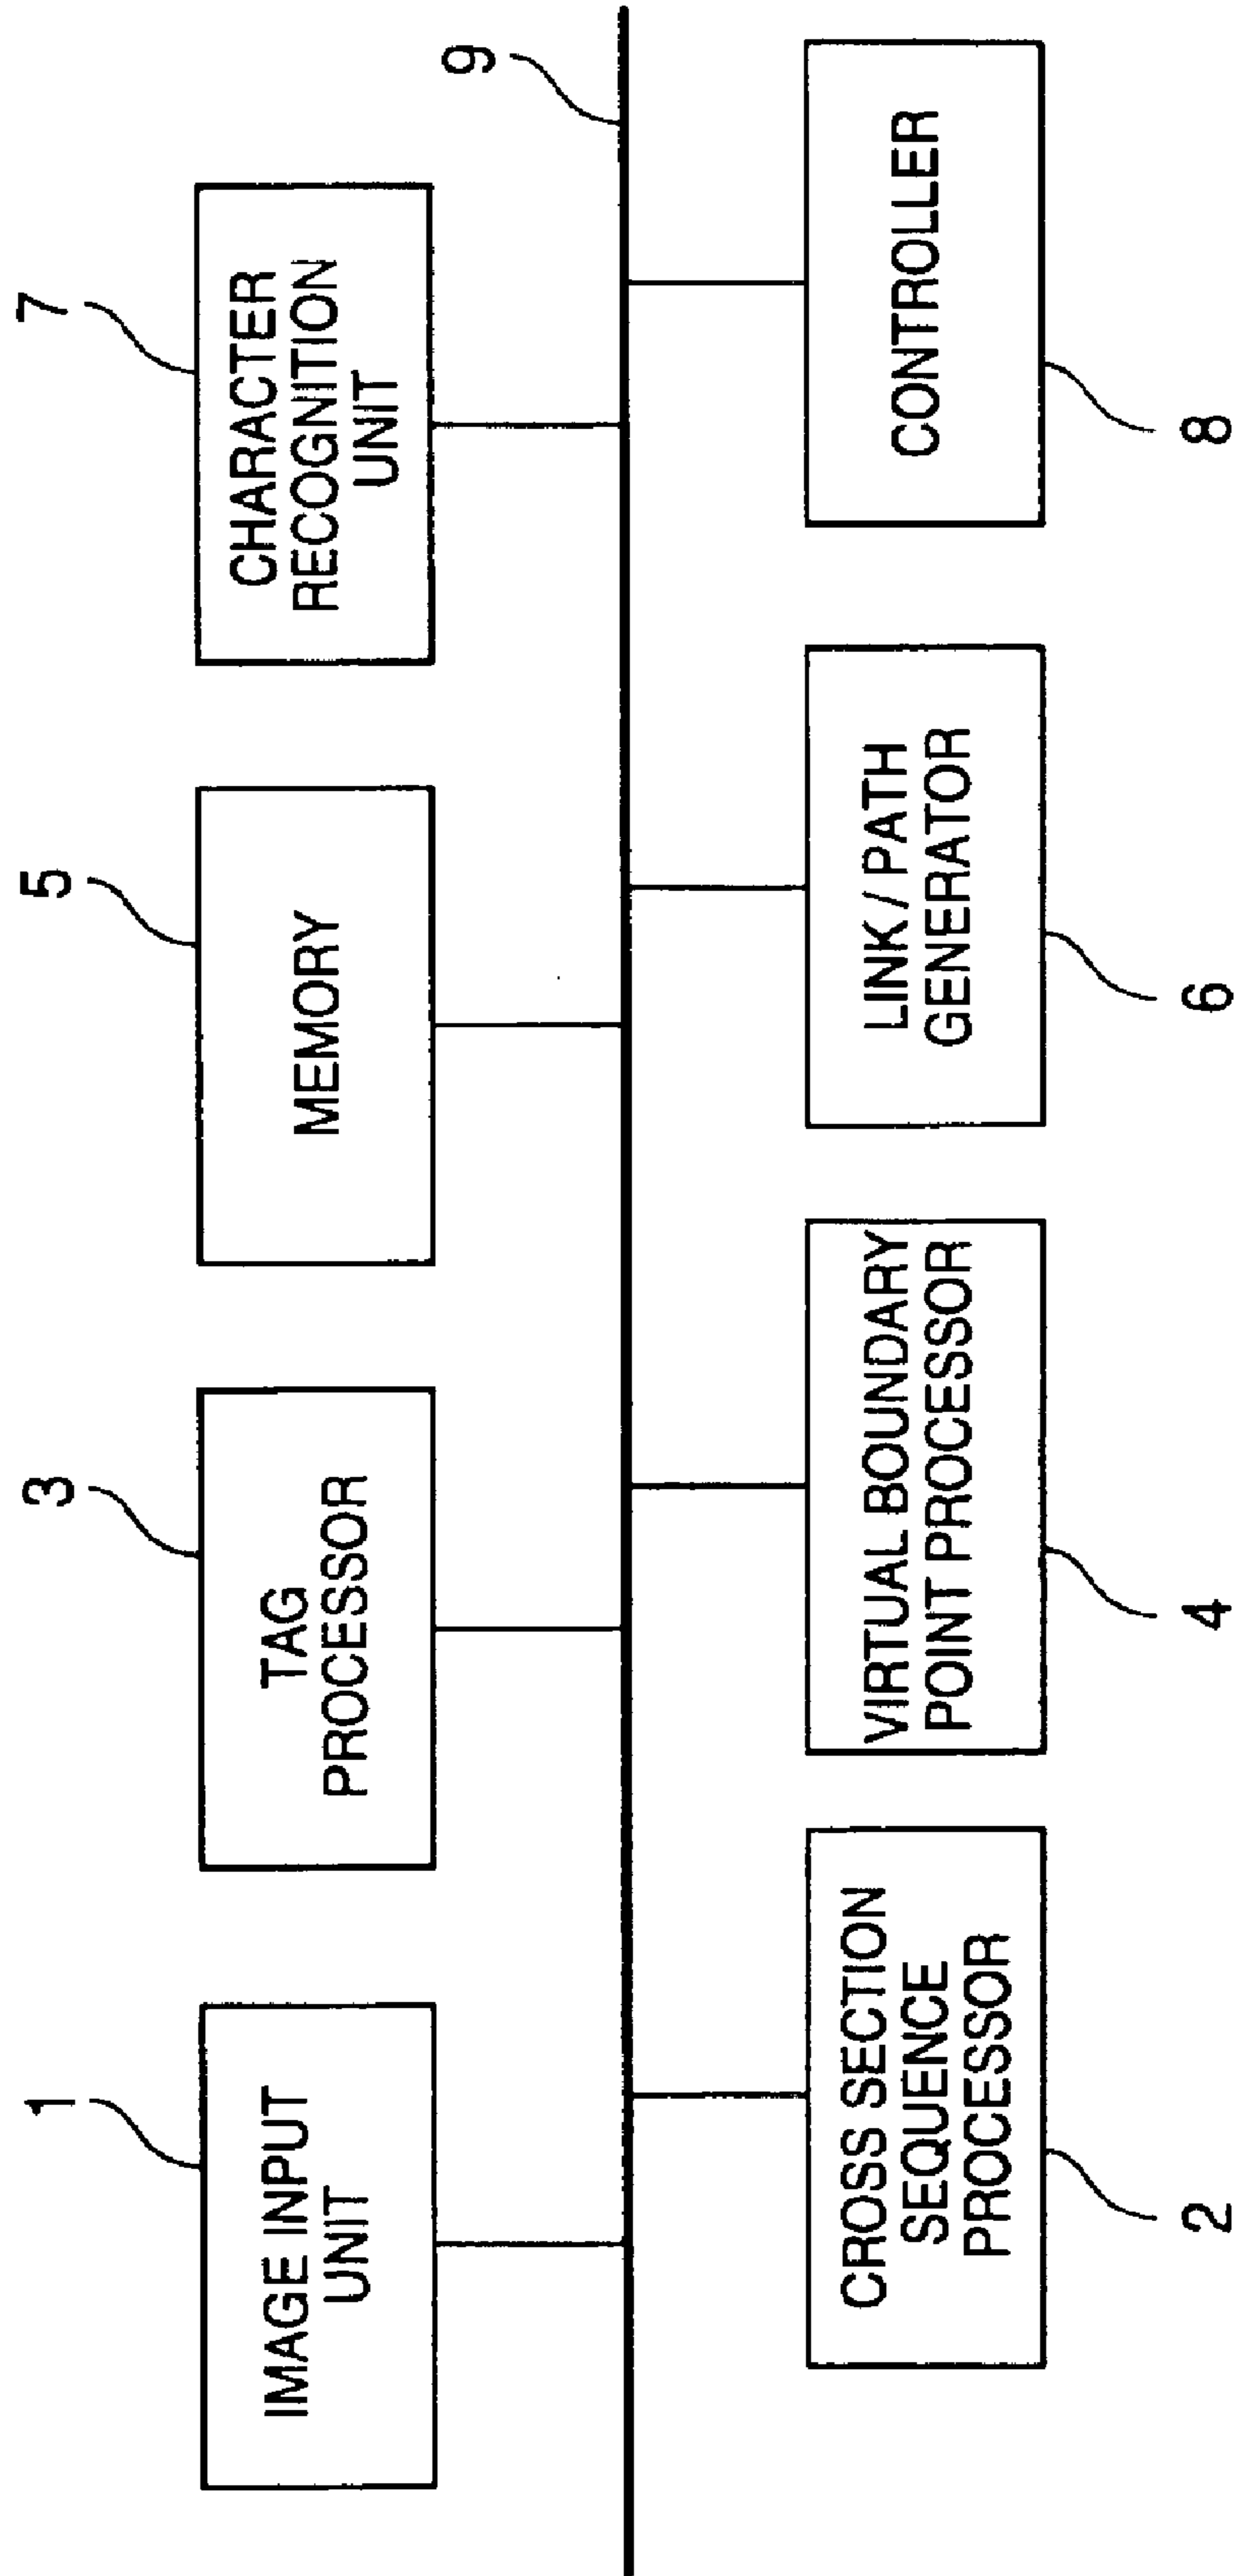 1
IMAGE INPUT
UNIT
3
TAG
PROCESSOR
5
MEMORY
7
CHARACTER
RECOGNITION
UNIT
9
CROSS SECTION
SEQUENCE
PROCESSOR
2
VIRTUAL BOUNDARY
POINT PROCESSOR
4
LINK / PATH
GENERATOR
6
CONTROLLER
8